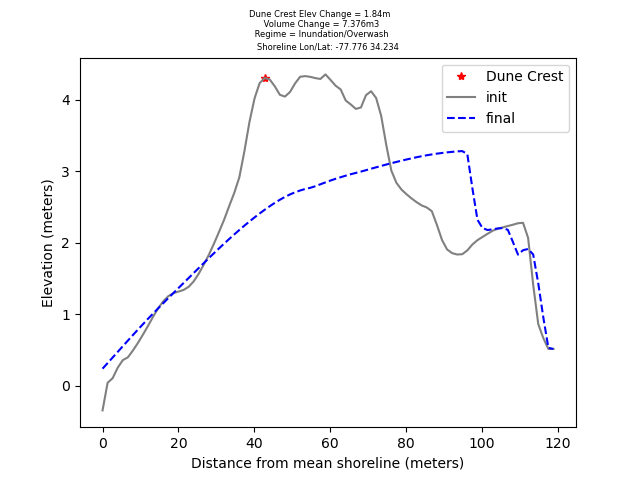 Dune Crest Elev Change = 1.84m
Volume Change = 7.376m3
Regime = Inundation/Overwash
Shoreline Lon/Lat: -77.776 34.234
Dune Crest
init
final
4
3
2
1
0
Elevation (meters)
0 20 40 60 80 100 120
Distance from mean shoreline (meters)